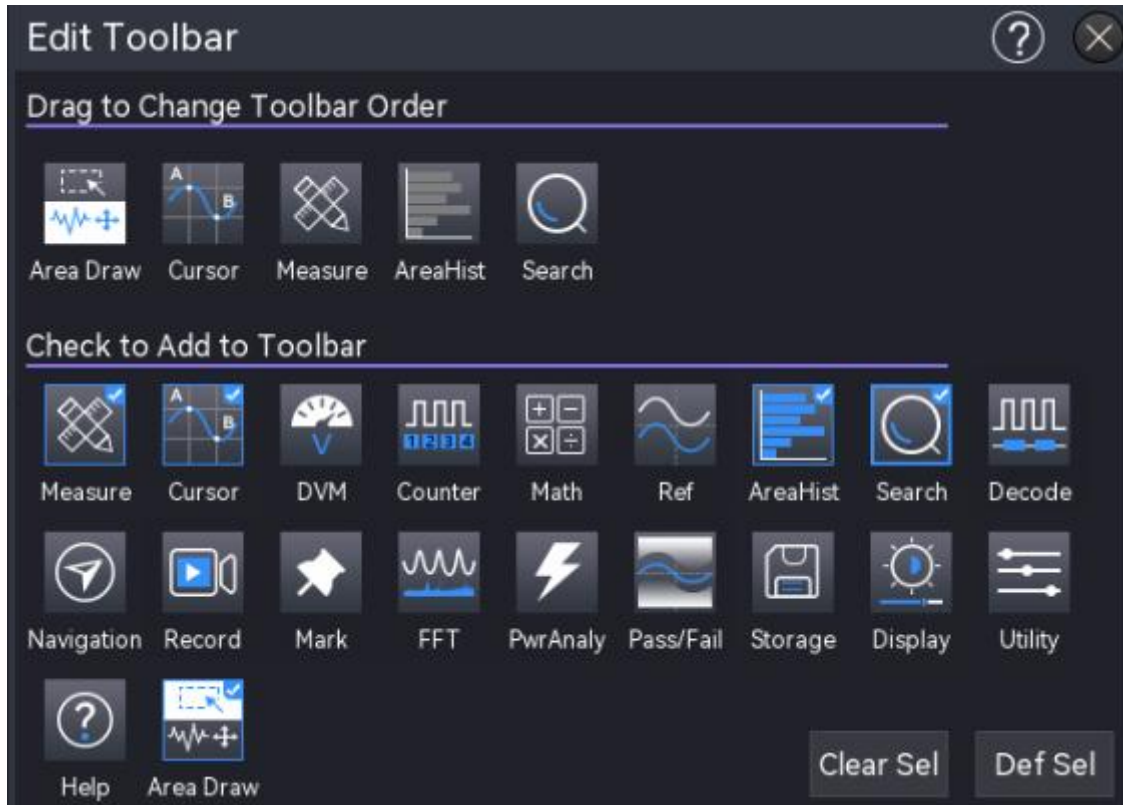 Edit Toolbar ?
Drag to Change Toolbar Order
A B
Area Draw Cursor Measure AreaHist Search
Check to Add to Toolbar
A B V 1234
Measure Cursor DVM Counter Math Ref AreaHist Search Decode
Navigation Record Mark FFT PwrAnaly Pass/Fail Storage Display Utility
?
Help Area Draw
Clear Sel Def Sel